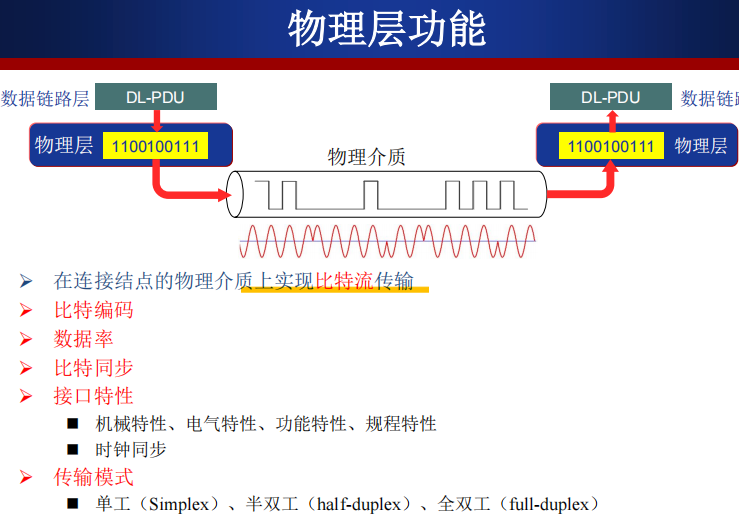 物理层功能
数据链路层 DL-PDU DL-PDU 数据链
物理层 1100100111 1100100111 物理层
物理介质
在连接结点的物理介质上实现比特流传输
比特编码
数据率
比特同步
接口特性
机械特性、电气特性、功能特性、规程特性
时钟同步
传输模式
单工（Simplex）、半双工（half-duplex）、全双工（full-duplex）